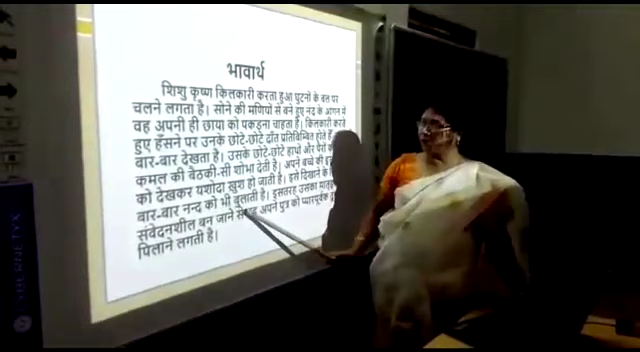 भावार्थ
शिशु कृष्ण किलकारी करता हुआ घुटनों के बल पर
चलने लगता है। सोने की मणियों से बने हुए नंद के आंगन में
वह अपनी ही छाया को पकड़ना चाहता है। किलकारी करते
हुए हँसने पर उनके छोटे-छोटे दाँत प्रतिबिम्बित होते हैं
बार-बार देखता है। उसके छोटे-छोटे हाथों और पैरों
कमल की बैठकी-सी शोभा देती है। अपने बच्चे की
को देखकर यशोदा खुश हो जाती है। इसे दिखाने के
बार-बार नन्द को भी बुलाती है। इसतरह उसका
संवेदनशील बन जाने से वह अपने पुत्र को प्यारपूर्वक
पिलाने लगती है।